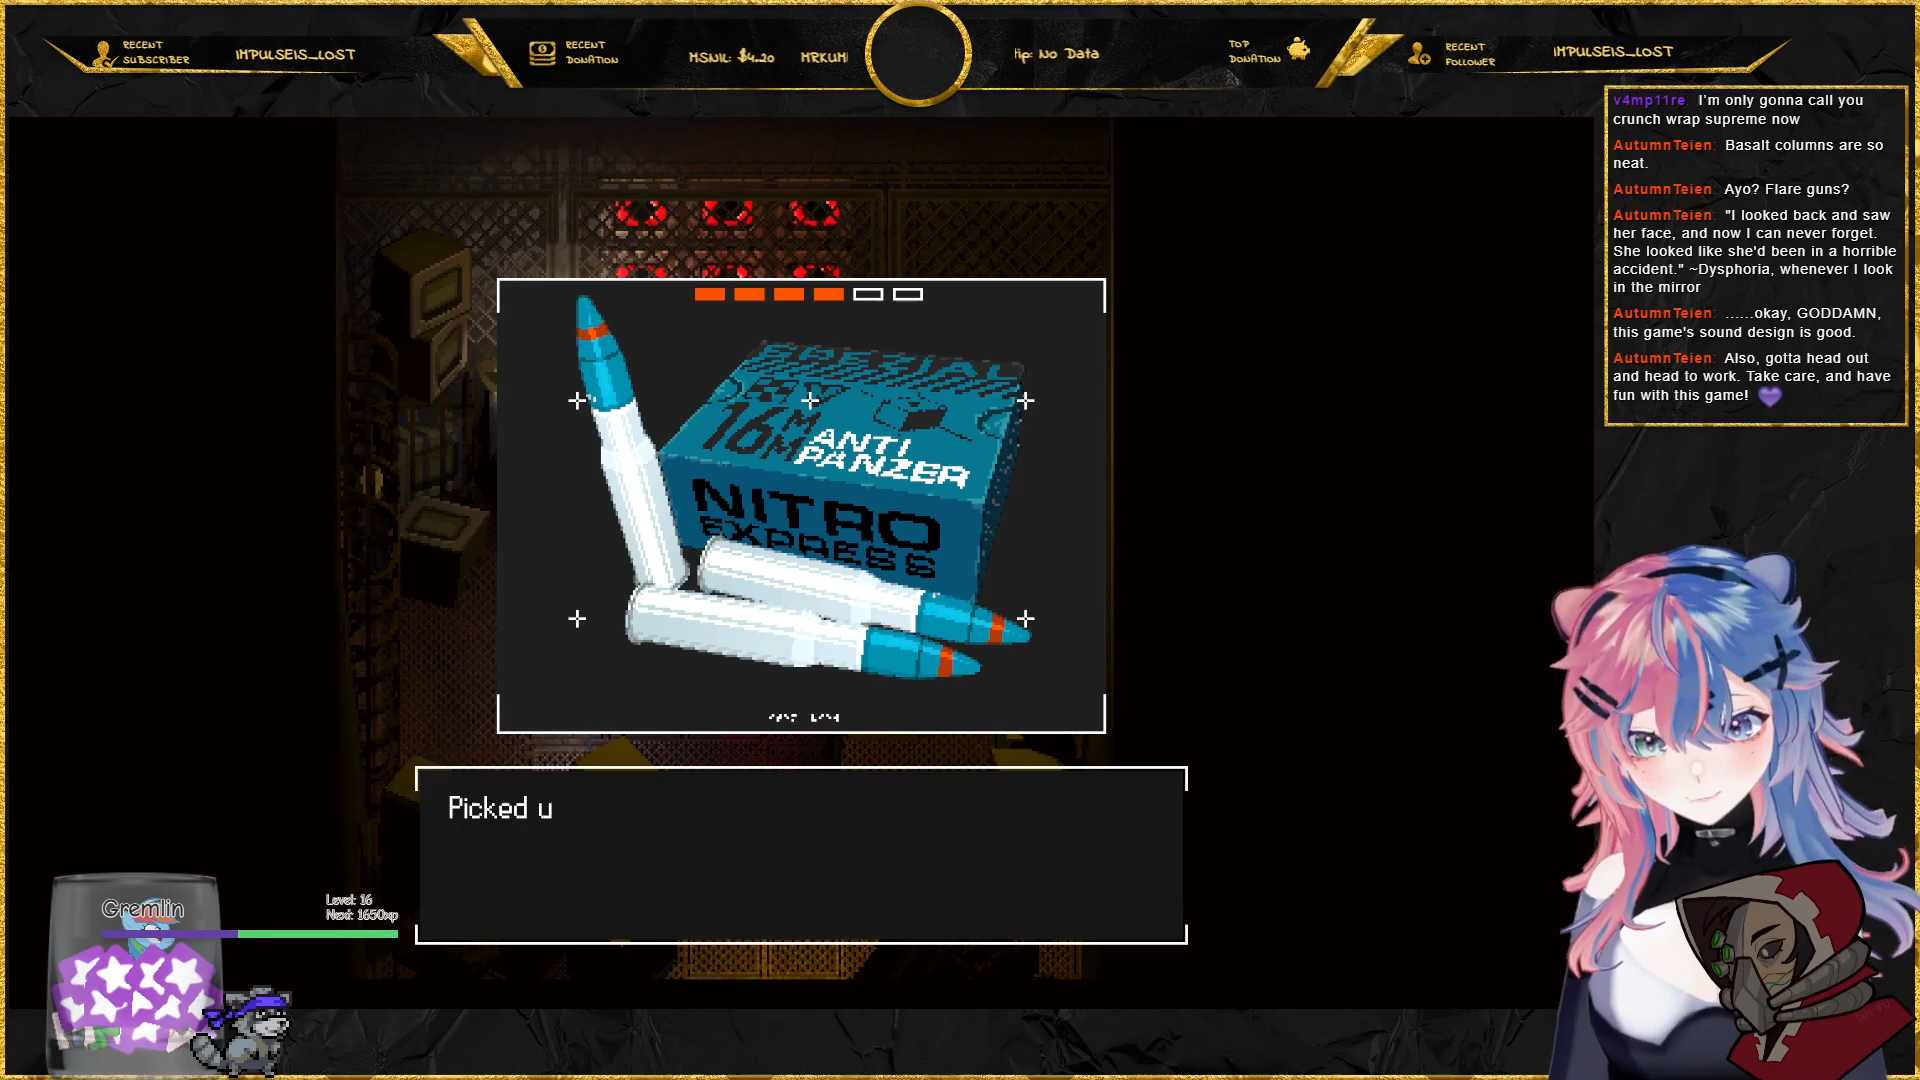 RECENT
SUBSCRIBER
IMPULSEIS_LOST
RECENT
DONATION
MSNIL: $4.20
MRKUM
Tip: No Data
TOP
DONATION
RECENT
FOLLOWER
IMPULSEIS_LOST
v4mp11re: I'm only gonna call you
crunch wrap supreme now
AutumnTeien: Basalt columns are so
neat.
AutumnTeien: Ayo? Flare guns?
AutumnTeien: "I looked back and saw
her face, and now I can never forget.
She looked like she'd been in a horrible
accident." ~Dysphoria, whenever I look
in the mirror
AutumnTeien: ......okay, GODDAMN,
this game's sound design is good.
AutumnTeien: Also, gotta head out
and head to work. Take care, and have
fun with this game!
SPEZIAL
16MM
ANTI
PANZER
NITRO
EXPRESS
Picked u
Gremlin
Level: 16
Next: 1650xp